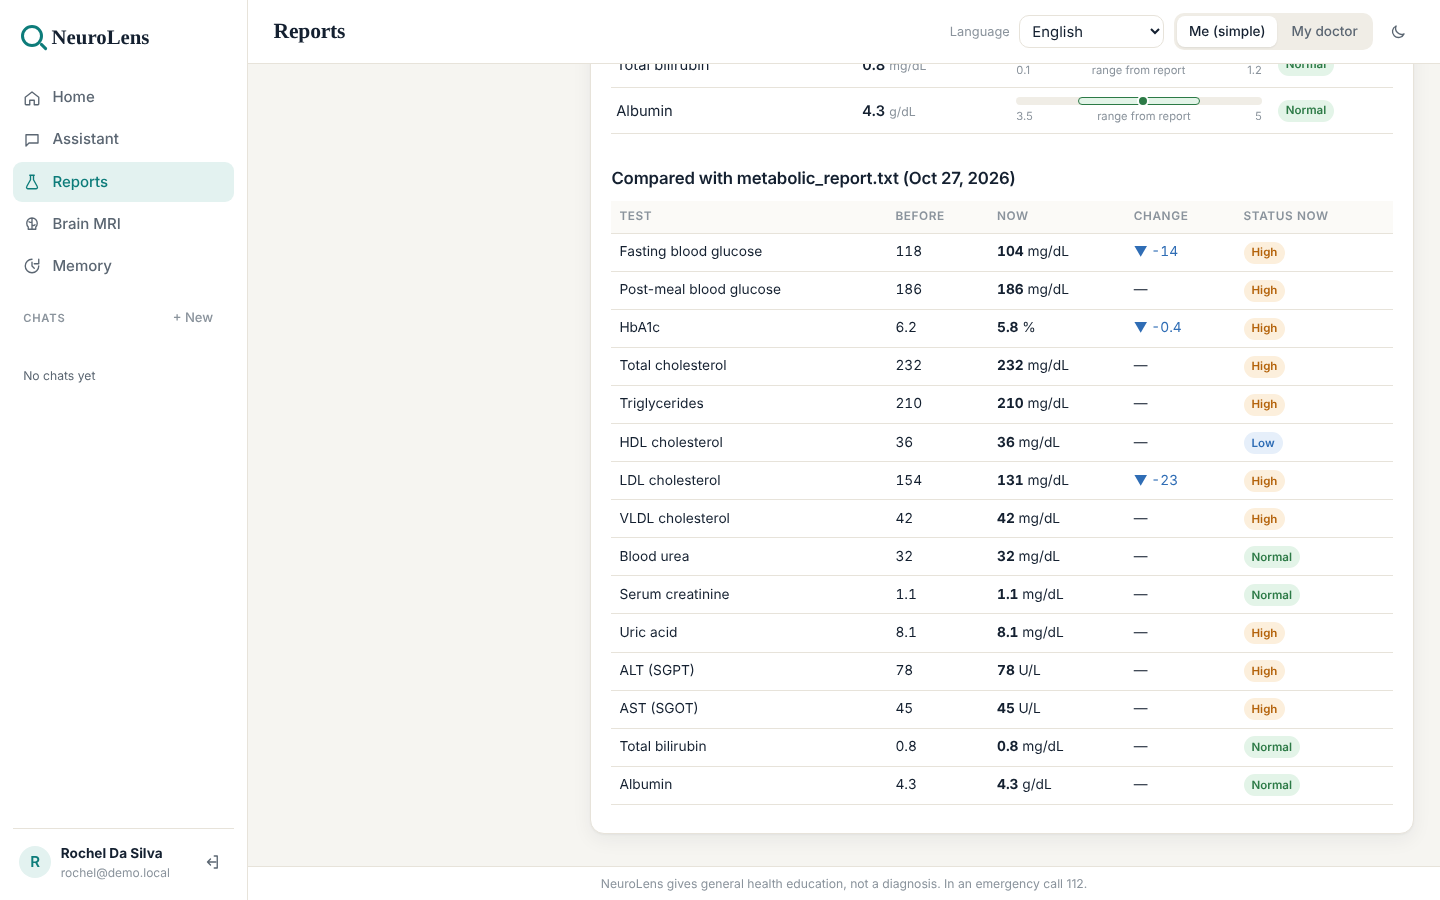 NeuroLens
Home
Assistant
Reports
Brain MRI
Memory
CHATS + New
No chats yet
Rochel Da Silva
rochel@demo.local
R
Reports
Language English Me (simple) My doctor
Total bilirubin 0.8 mg/dL Normal
0.1 range from report 1.2
Albumin 4.3 g/dL Normal
3.5 range from report 5
Compared with metabolic_report.txt (Oct 27, 2026)
TEST BEFORE NOW CHANGE STATUS NOW
Fasting blood glucose 118 104 mg/dL ▼ -14 High
Post-meal blood glucose 186 186 mg/dL — High
HbA1c 6.2 5.8 % ▼ -0.4 High
Total cholesterol 232 232 mg/dL — High
Triglycerides 210 210 mg/dL — High
HDL cholesterol 36 36 mg/dL — Low
LDL cholesterol 154 131 mg/dL ▼ -23 High
VLDL cholesterol 42 42 mg/dL — High
Blood urea 32 32 mg/dL — Normal
Serum creatinine 1.1 1.1 mg/dL — Normal
Uric acid 8.1 8.1 mg/dL — High
ALT (SGPT) 78 78 U/L — High
AST (SGOT) 45 45 U/L — High
Total bilirubin 0.8 0.8 mg/dL — Normal
Albumin 4.3 4.3 g/dL — Normal
NeuroLens gives general health education, not a diagnosis. In an emergency call 112.